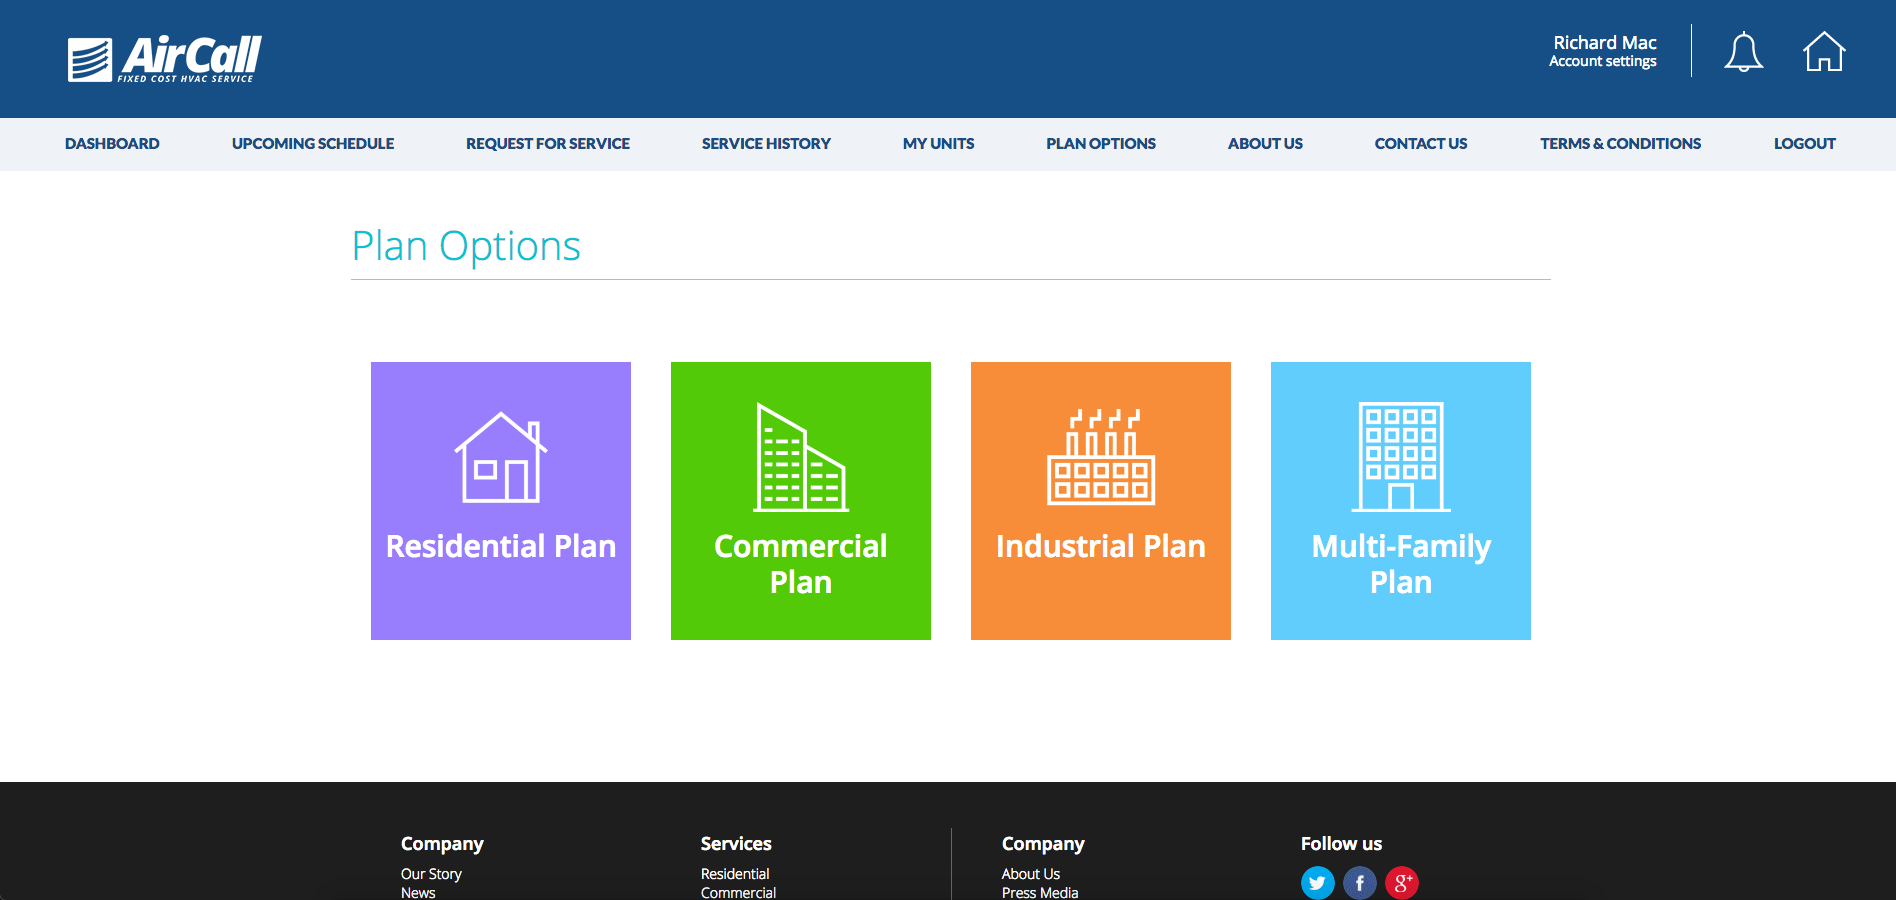 AirCall
FIXED COST HVAC SERVICE
Richard Mac
Account settings
DASHBOARD UPCOMING SCHEDULE REQUEST FOR SERVICE SERVICE HISTORY MY UNITS PLAN OPTIONS ABOUT US CONTACT US TERMS & CONDITIONS LOGOUT
Plan Options
Residential Plan
Commercial
Plan
Industrial Plan
Multi-Family
Plan
Company
Our Story
News
Services
Residential
Commercial
Company
About Us
Press Media
Follow us